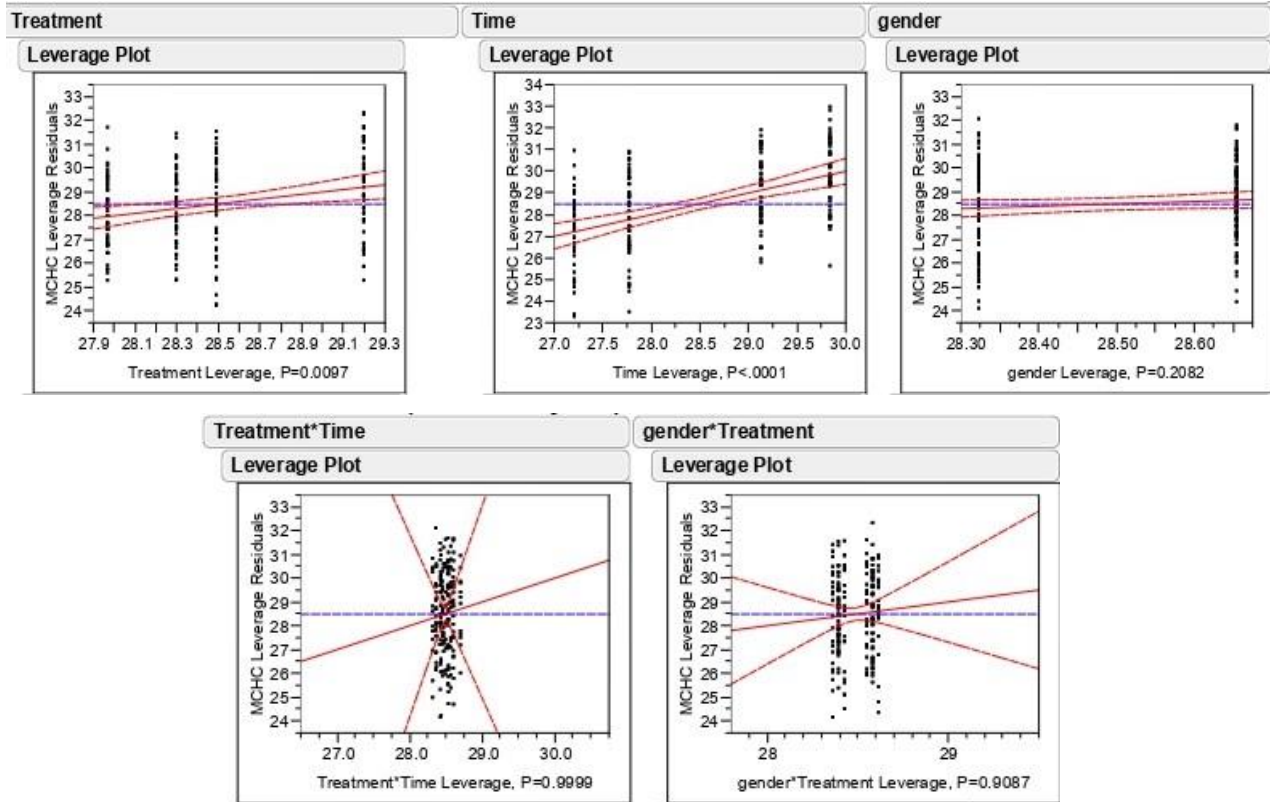 Treatment
Leverage Plot
MCHC Leverage Residuals
33
32
31
30
29
28
27
26
25
24
27.9 28.1 28.3 28.5 28.7 28.9 29.1 29.3
Treatment Leverage, P=0.0097
Time
Leverage Plot
MCHC Leverage Residuals
34
33
32
31
30
29
28
27
26
25
24
23
27.0 27.5 28.0 28.5 29.0 29.5 30.0
Time Leverage, P<.0001
gender
Leverage Plot
MCHC Leverage Residuals
33
32
31
30
29
28
27
26
25
24
28.30 28.40 28.50 28.60
gender Leverage, P=0.2082
Treatment*Time
Leverage Plot
MCHC Leverage Residuals
33
32
31
30
29
28
27
26
25
24
27.0 28.0 29.0 30.0
Treatment*Time Leverage, P=0.9999
gender*Treatment
Leverage Plot
MCHC Leverage Residuals
33
32
31
30
29
28
27
26
25
24
28 29
gender*Treatment Leverage, P=0.9087